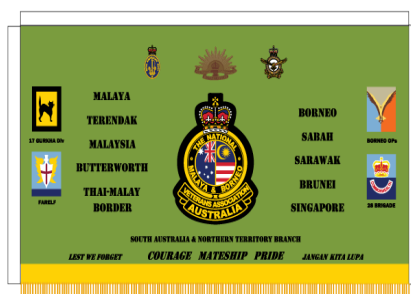 MALAYA
TERENDAK
MALAYSIA
BUTTERWORTH
THAI-MALAY
BORDER
17 GURKHA Div
FARELF
THE NATIONAL
MALAYA & BORNEO
VETERANS ASSOCIATION
AUSTRALIA
BORNEO
SABAH
SARAWAK
BRUNEI
SINGAPORE
BORNEO OPs
28 BRIGADE
SOUTH AUSTRALIA & NORTHERN TERRITORY BRANCH
LEST WE FORGET COURAGE MATESHIP PRIDE JANGAN KITA LUPA